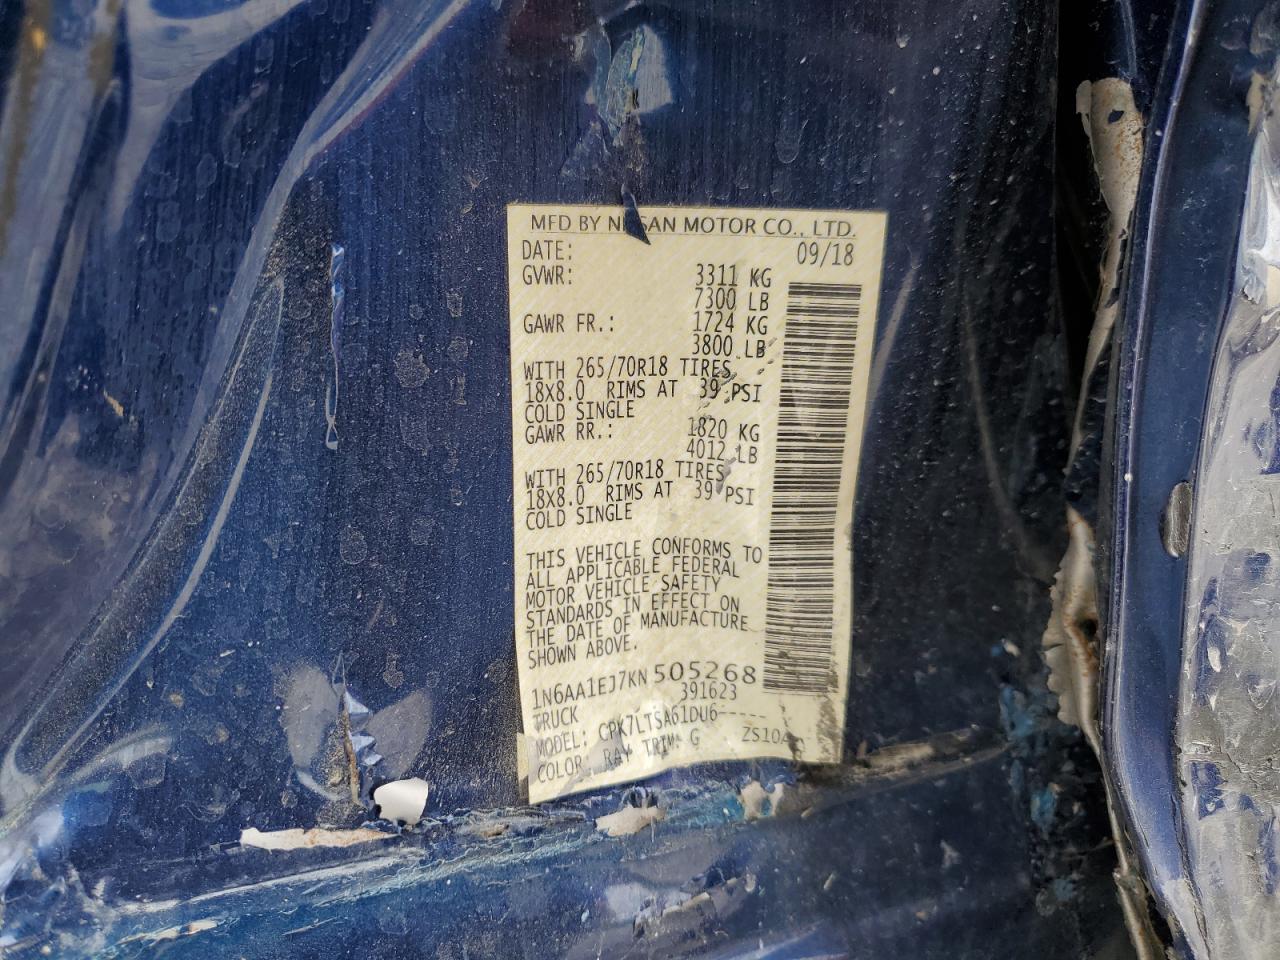 MFD BY NISSAN MOTOR CO., LTD.
DATE: 09/18
GVWR: 3311 KG
7300 LB
GAWR FR.: 1724 KG
3800 LB
WITH 265/70R18 TIRES
18X8.0 RIMS AT 39 PSI
COLD SINGLE
GAWR RR.: 1820 KG
4012 LB
WITH 265/70R18 TIRES
18X8.0 RIMS AT 39 PSI
COLD SINGLE
THIS VEHICLE CONFORMS TO
ALL APPLICABLE FEDERAL
MOTOR VEHICLE SAFETY
STANDARDS IN EFFECT ON
THE DATE OF MANUFACTURE
SHOWN ABOVE.
1N6AA1EJ7KN505268
TRUCK 391623
MODEL: CPK7LTSA61DU6-----
COLOR: RAY TRIM: G